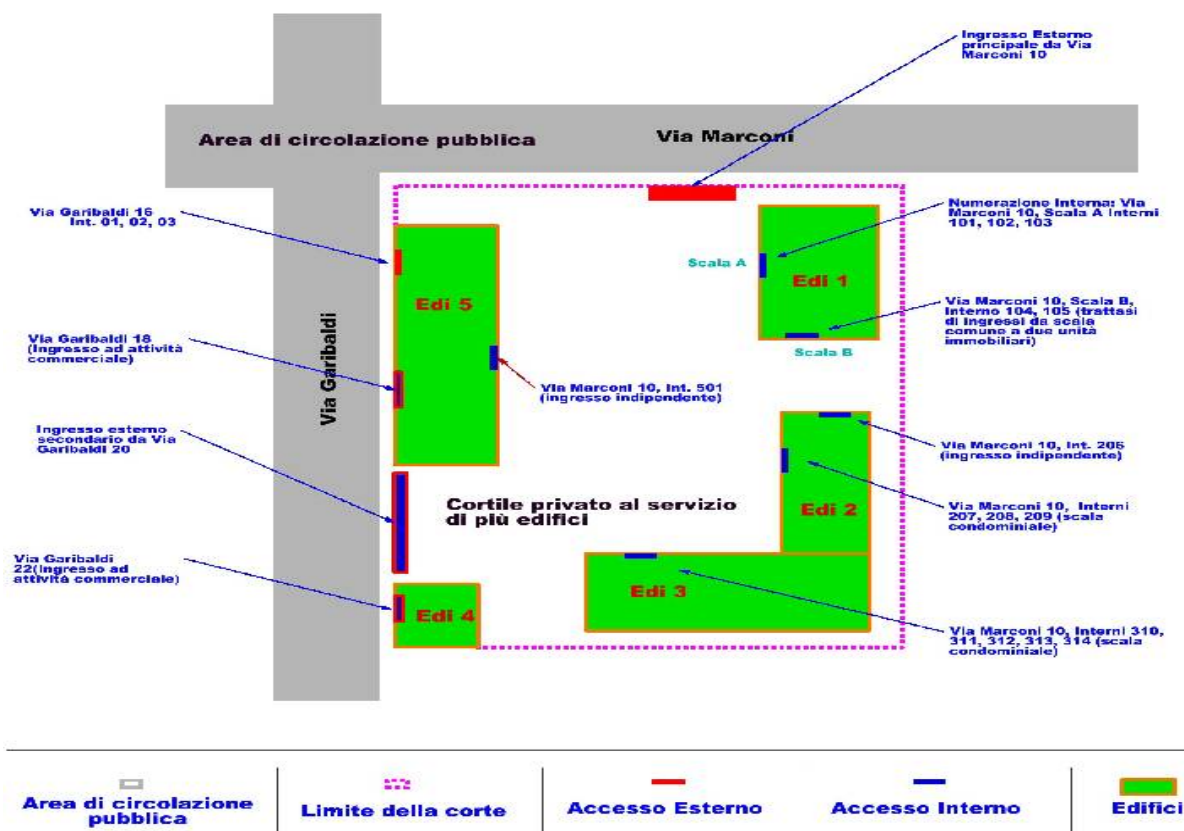 Ingresso Esterno
principale da Via
Marconi 10
Area di circolazione pubblica
Via Marconi
Via Garibaldi 16
Int. 01, 02, 03
Numerazione Interna: Via
Marconi 10, Scala A Interni
101, 102, 103
Scala A
Edi 1
Edi 5
Via Marconi 10, Scala B,
Interno 104, 105 (trattasi
di ingressi da scala
comune a due unità
immobiliari)
Scala B
Via Garibaldi 18
(Ingresso ad attività
commerciale)
Via Garibaldi
Via Marconi 10, Int. 501
(ingresso indipendente)
Ingresso esterno
secondario da Via
Garibaldi 20
Via Marconi 10, Int. 206
(ingresso indipendente)
Cortile privato al servizio
di più edifici
Edi 2
Via Marconi 10, Interni
207, 208, 209 (scala
condominiale)
Via Garibaldi
22(Ingresso ad
attività commerciale)
Edi 4
Edi 3
Via Marconi 10, Interni 310,
311, 312, 313, 314 (scala
condominiale)
Area di circolazione
pubblica
Limite della corte
Accesso Esterno
Accesso Interno
Edifici